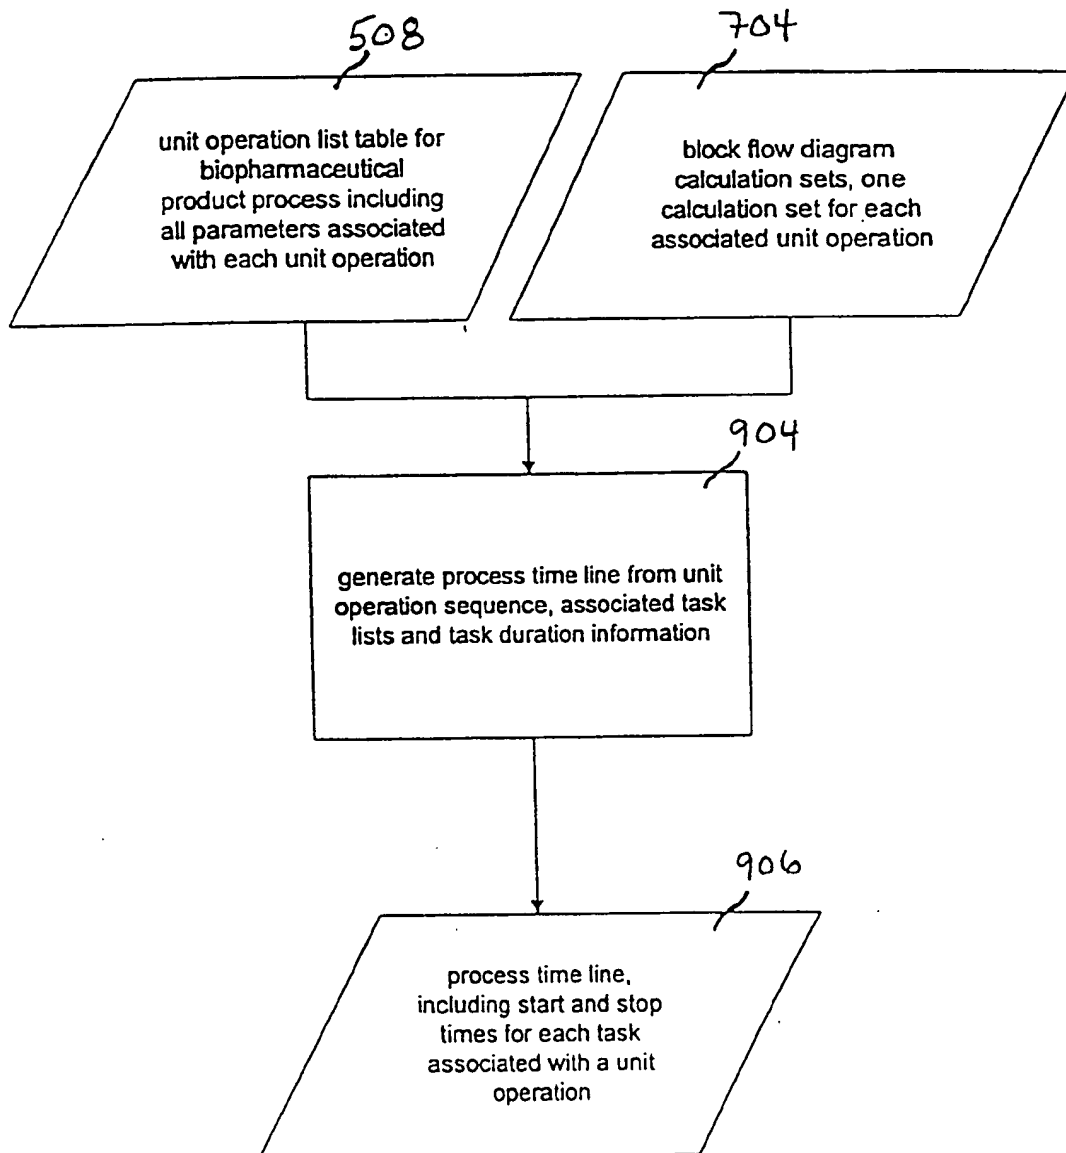 508
unit operation list table for
biopharmaceutical
product process including
all parameters associated
with each unit operation
704
block flow diagram
calculation sets, one
calculation set for each
associated unit operation
904
generate process time line from unit
operation sequence, associated task
lists and task duration information
906
process time line,
including start and stop
times for each task
associated with a unit
operation